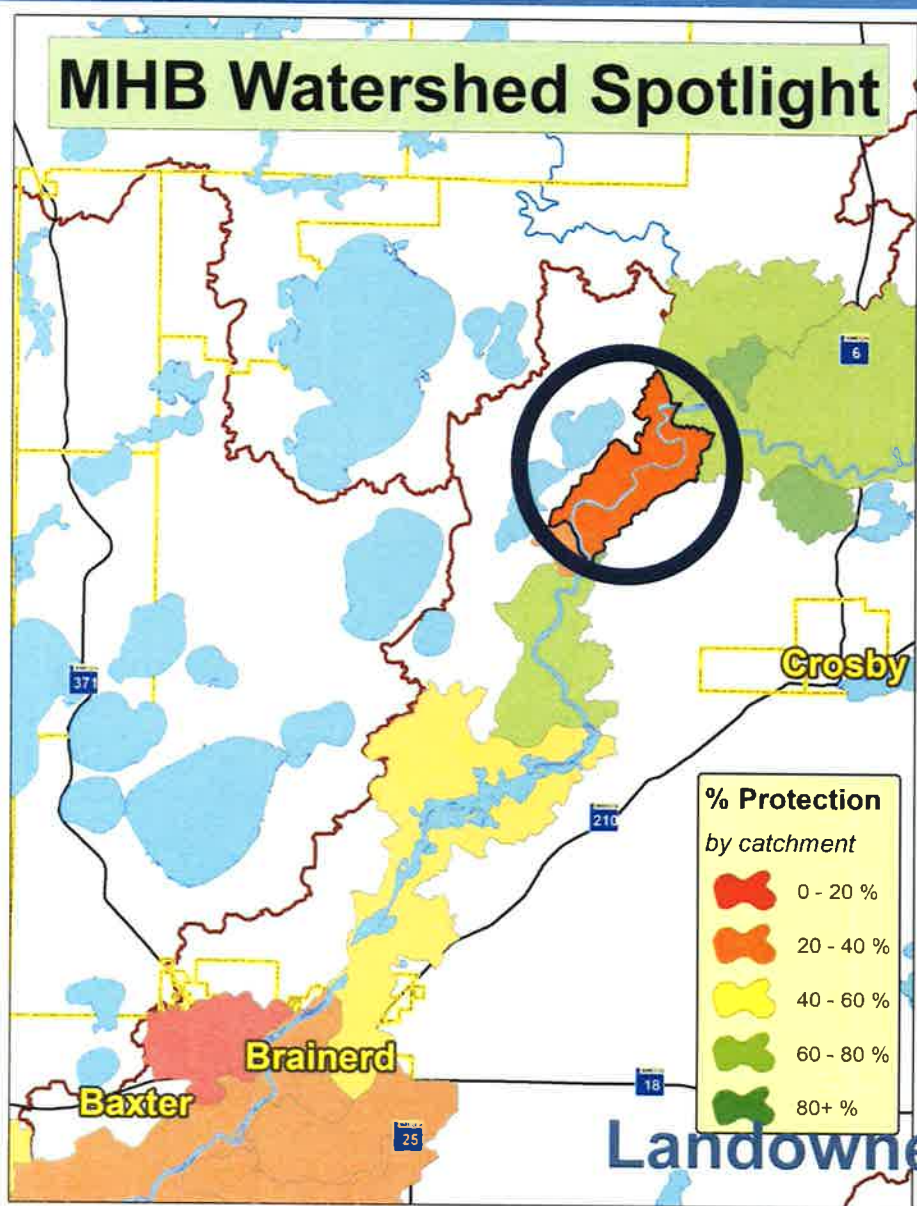 MHB Watershed Spotlight
6
371
Crosby
210
% Protection
by catchment
0 - 20 %
20 - 40 %
40 - 60 %
60 - 80 %
80+ %
Brainerd
Baxter
18
25
Landowne